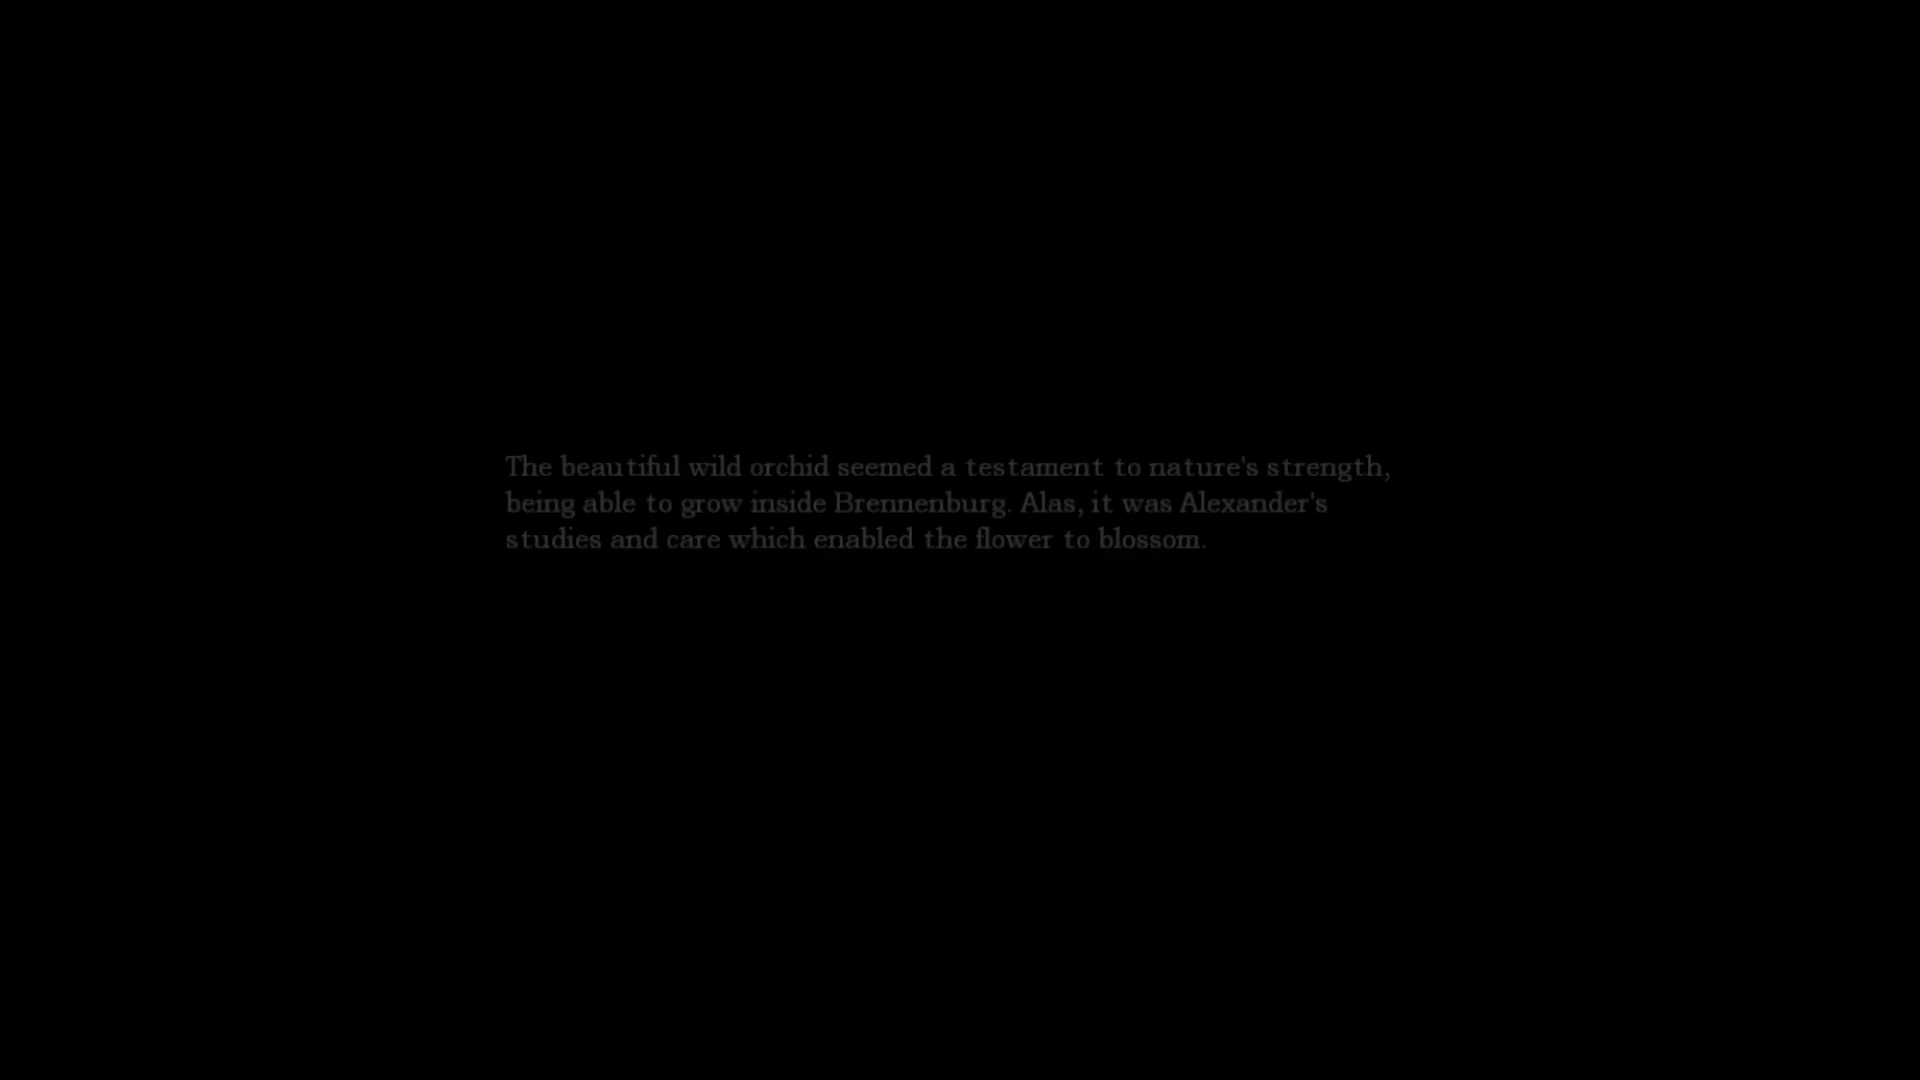 The beautiful wild orchid seemed a testament to nature's strength,
being able to grow inside Brennenburg. Alas, it was Alexander's
studies and care which enabled the flower to blossom.